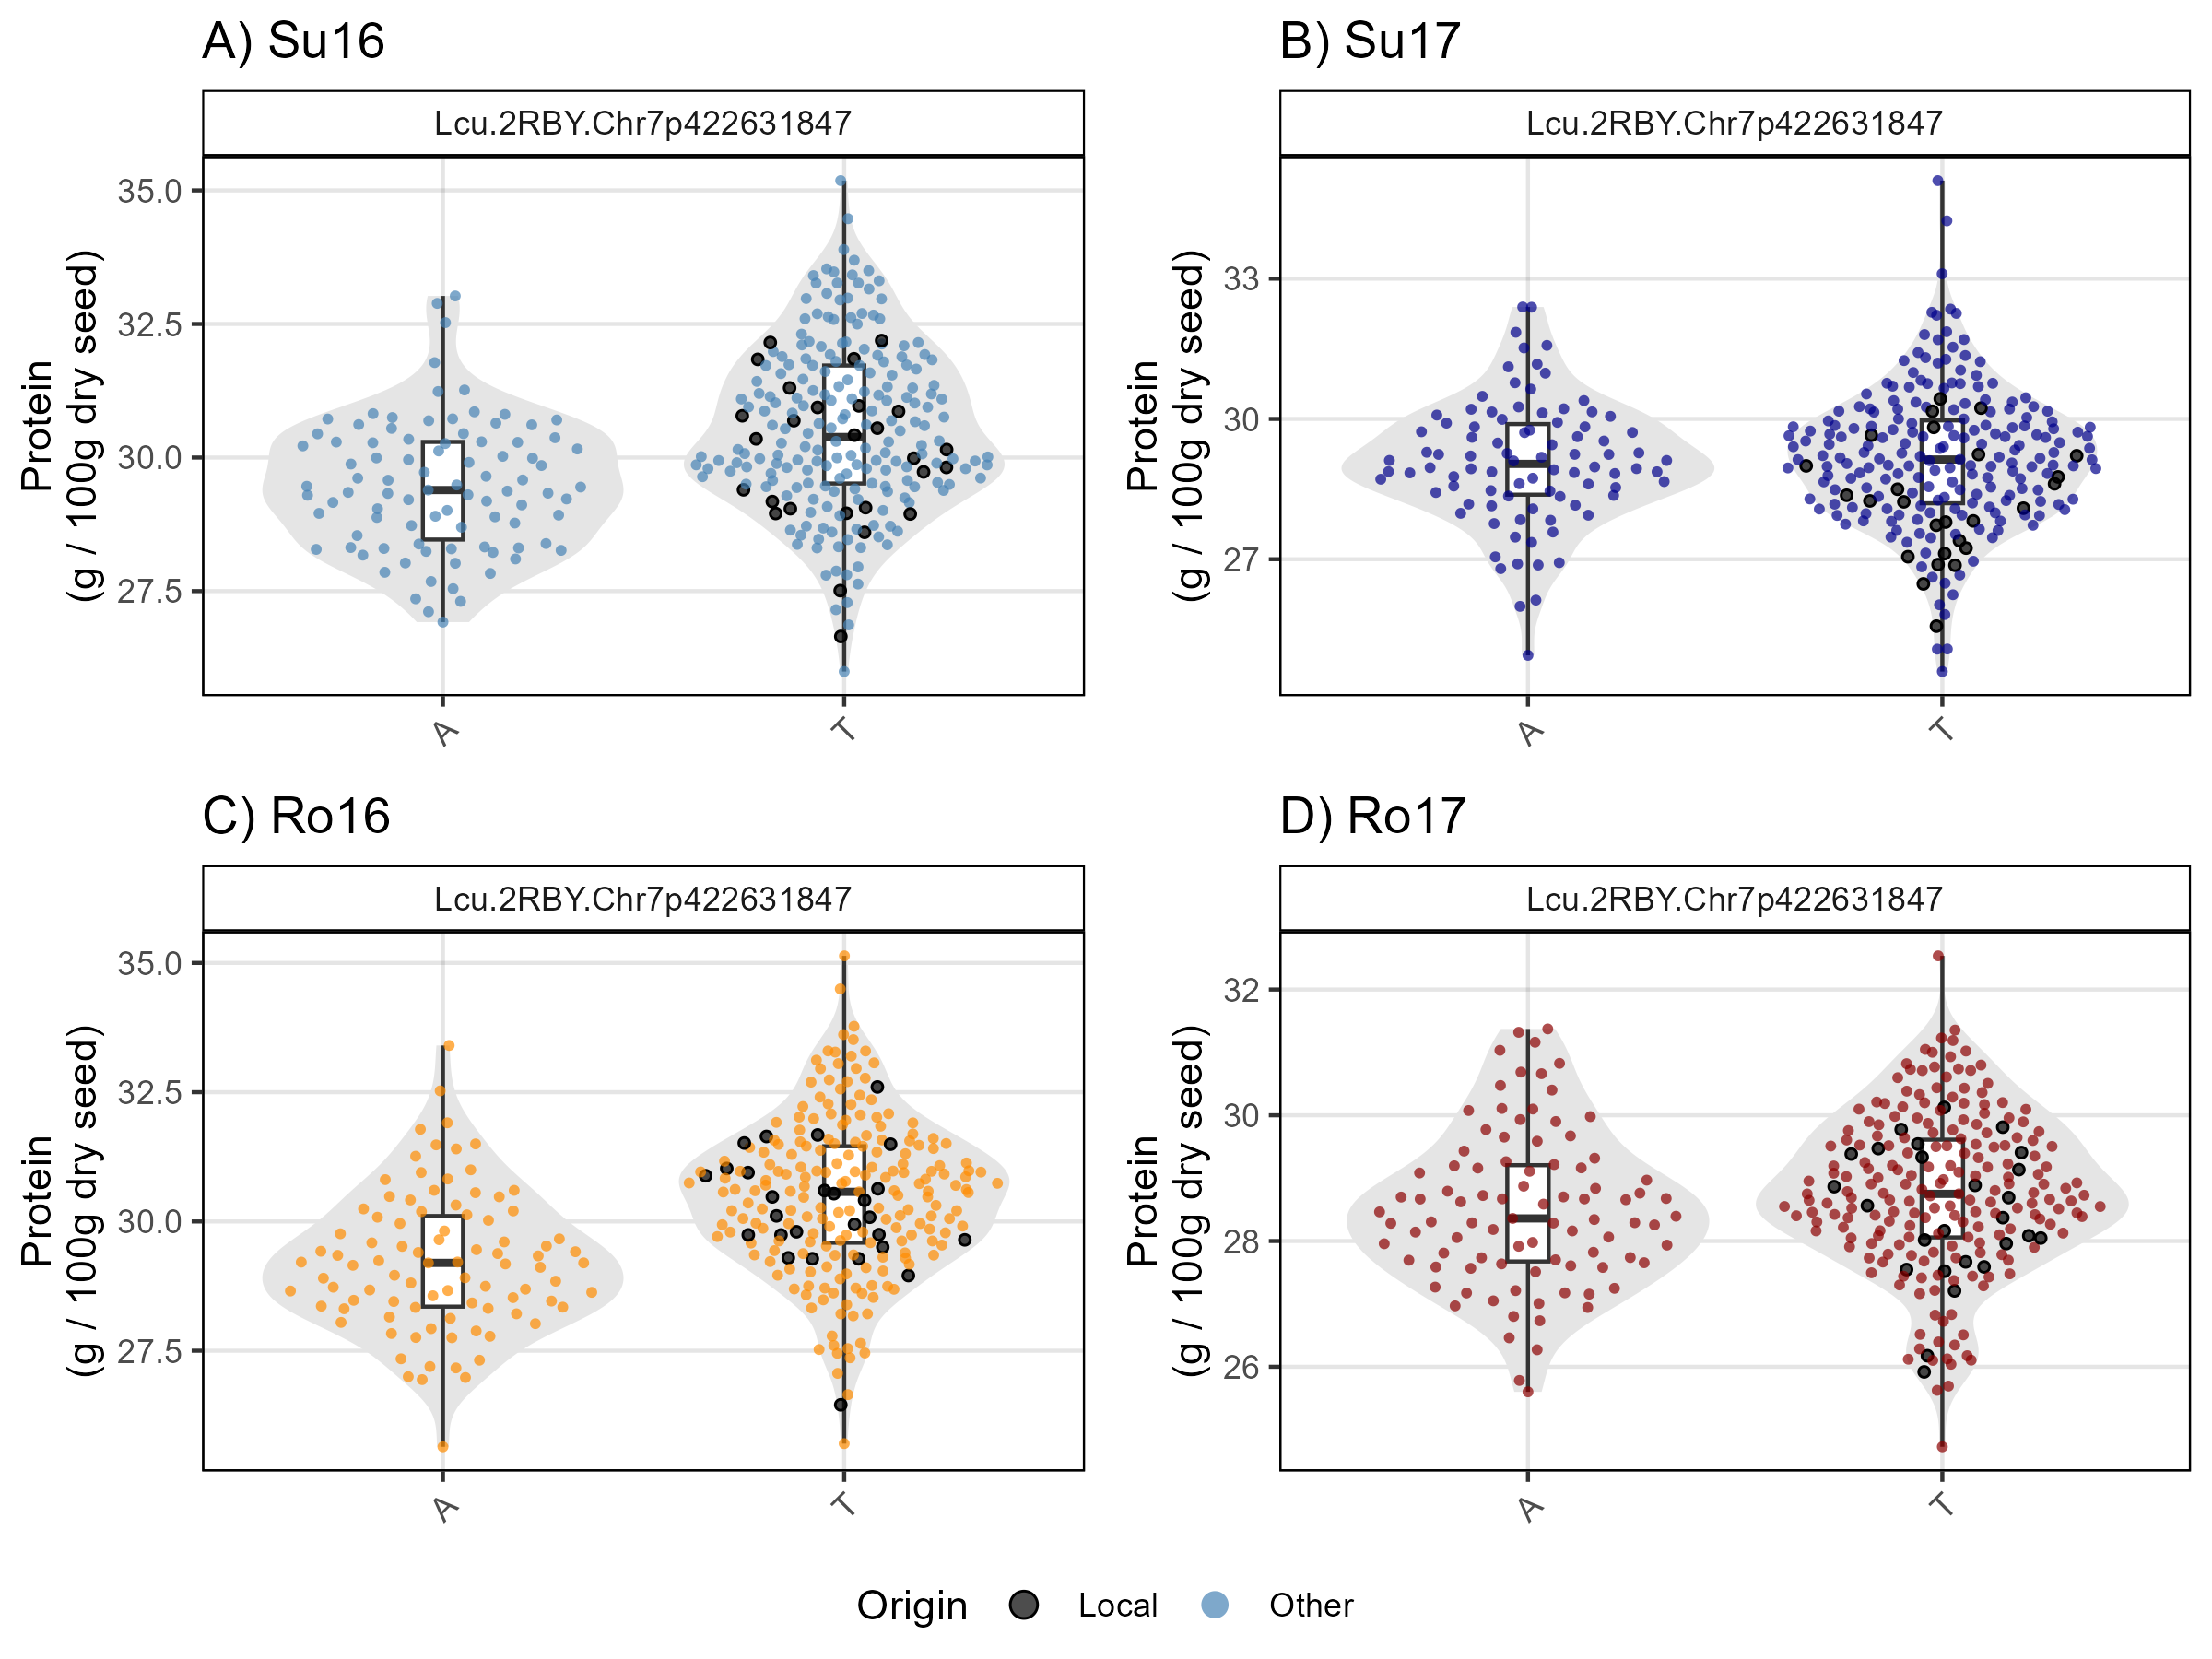 A) Su16
Lcu.2RBY.Chr7p422631847
Protein
(g / 100g dry seed)
35.0
32.5
30.0
27.5
A
T
B) Su17
Lcu.2RBY.Chr7p422631847
Protein
(g / 100g dry seed)
33
30
27
A
T
C) Ro16
Lcu.2RBY.Chr7p422631847
Protein
(g / 100g dry seed)
35.0
32.5
30.0
27.5
A
T
D) Ro17
Lcu.2RBY.Chr7p422631847
Protein
(g / 100g dry seed)
32
30
28
26
A
T
Origin Local Other